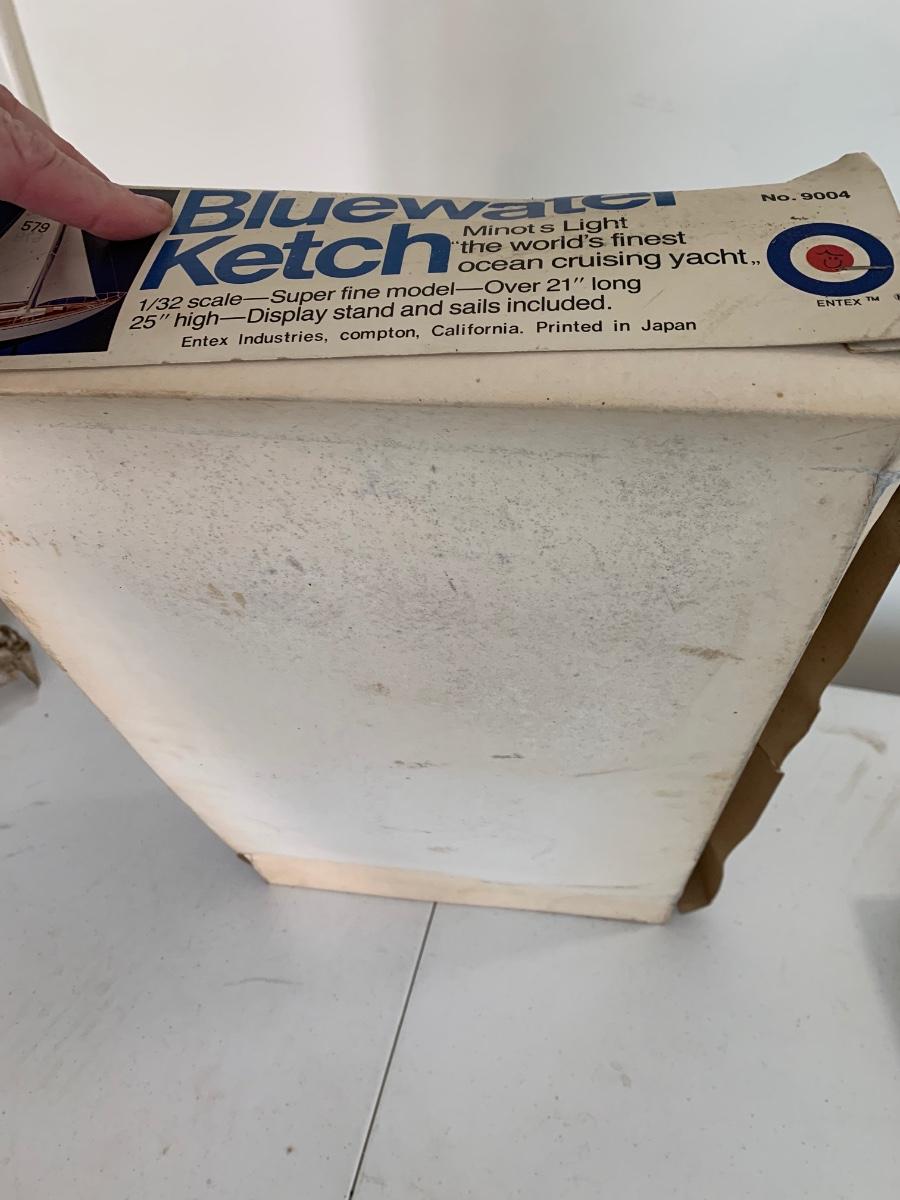 579
No. 9004
Bluewater
Ketch
Minot s Light
"the world's finest
ocean cruising yacht„
1/32 scale—Super fine model—Over 21" long
25" high—Display stand and sails included.
Entex Industries, compton, California. Printed in Japan
ENTEX™